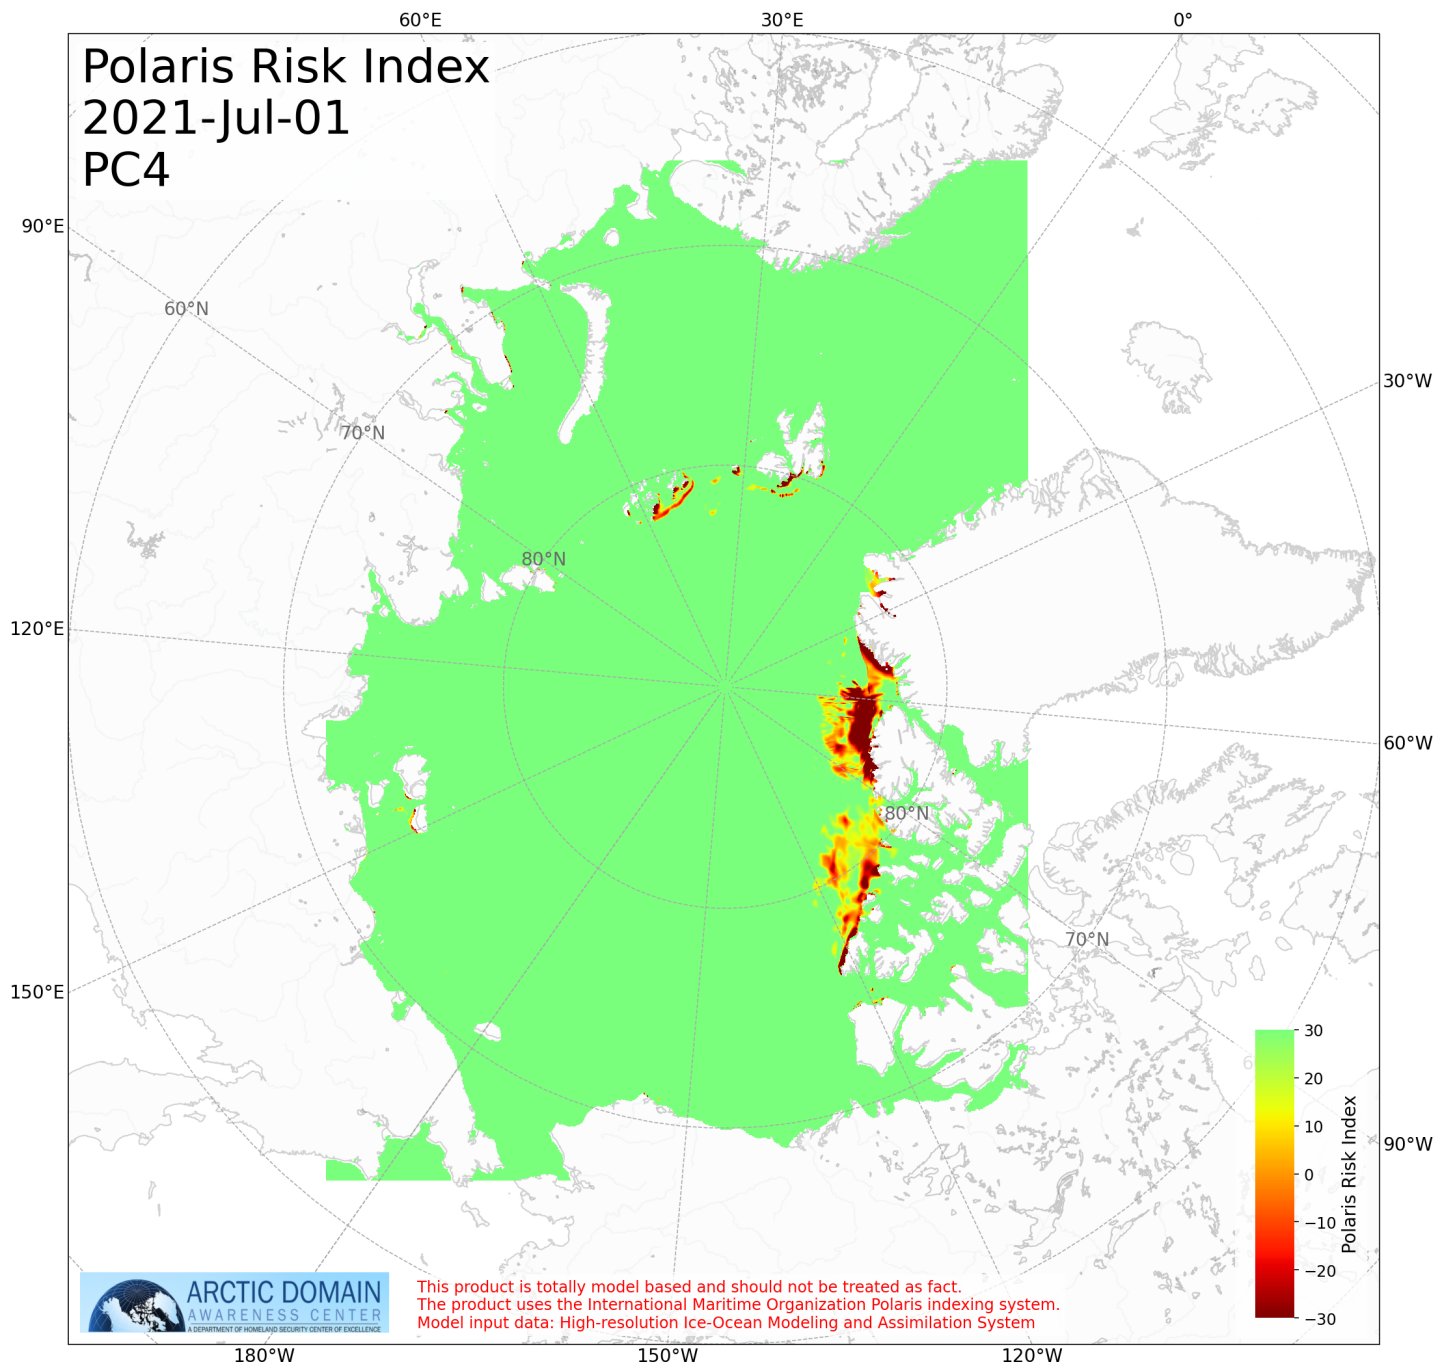 60°E 30°E 0°
Polaris Risk Index
2021-Jul-01
PC4
90°E
60°N
30°W
70°N
80°N
120°E
60°W
80°N
70°N
150°E
30
20
10
0
−10
−20
−30
Polaris Risk Index
90°W
ARCTIC DOMAIN
AWARENESS CENTER
A DEPARTMENT OF HOMELAND SECURITY CENTER OF EXCELLENCE
This product is totally model based and should not be treated as fact.
The product uses the International Maritime Organization Polaris indexing system.
Model input data: High-resolution Ice-Ocean Modeling and Assimilation System
180°W 150°W 120°W